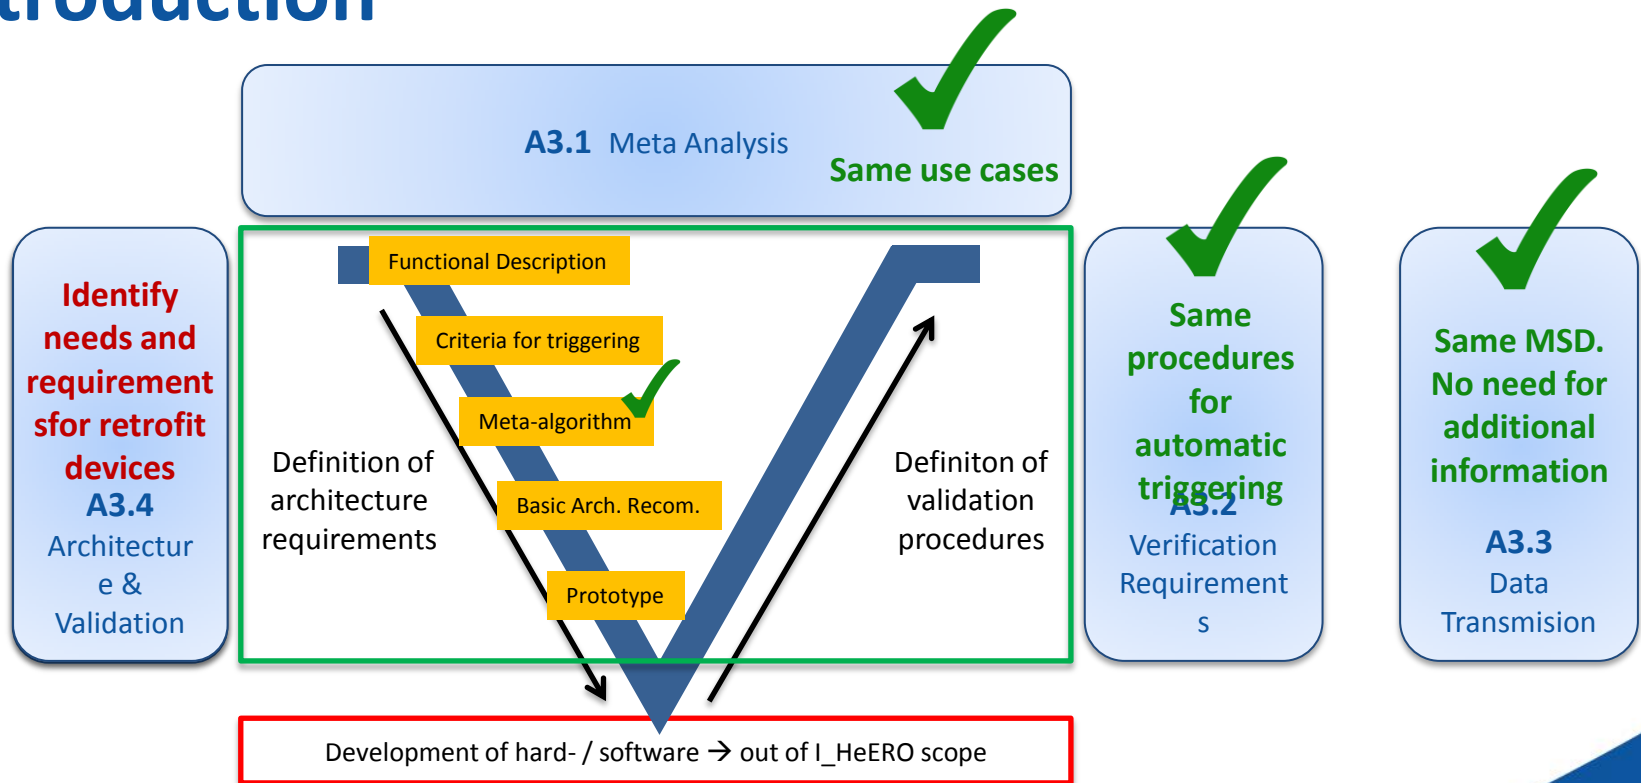 troduction
A3.1 Meta Analysis
Same use cases
Identify
needs and
requirement
sfor retrofit
devices
A3.4
Architectur
e &
Validation
Functional Description
Criteria for triggering
Meta-algorithm
Basic Arch. Recom.
Prototype
Definition of
architecture
requirements
Definiton of
validation
procedures
Same
procedures
for
automatic
triggering
A3.2
Verification
Requirement
s
Same MSD.
No need for
additional
information
A3.3
Data
Transmision
Development of hard- / software → out of I_HeERO scope